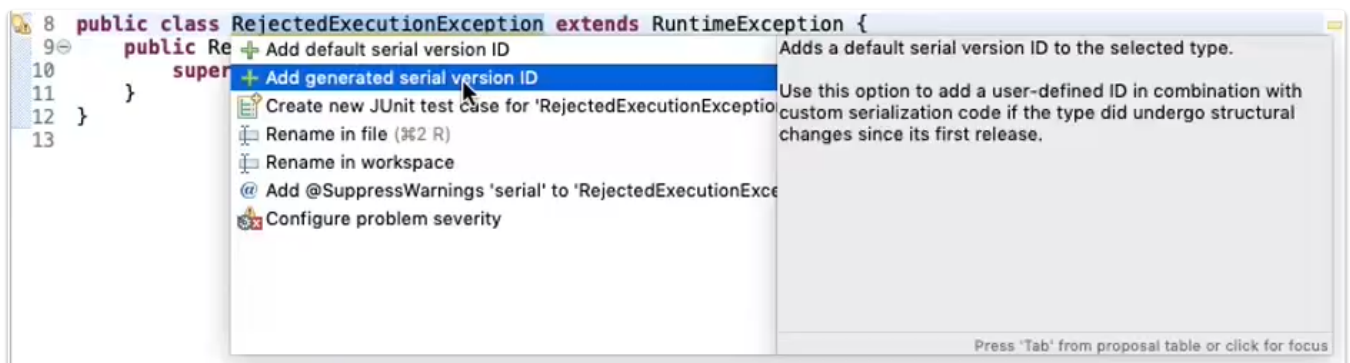 8 public class RejectedExecutionException extends RuntimeException {
9 public Re
10 super
11 }
12 }
13
Add default serial version ID
Add generated serial version ID
Create new JUnit test case for 'RejectedExecutionExceptio
Rename in file (⌘2 R)
Rename in workspace
Add @SuppressWarnings 'serial' to 'RejectedExecutionExce
Configure problem severity
Adds a default serial version ID to the selected type.
Use this option to add a user-defined ID in combination with
custom serialization code if the type did undergo structural
changes since its first release.
Press 'Tab' from proposal table or click for focus